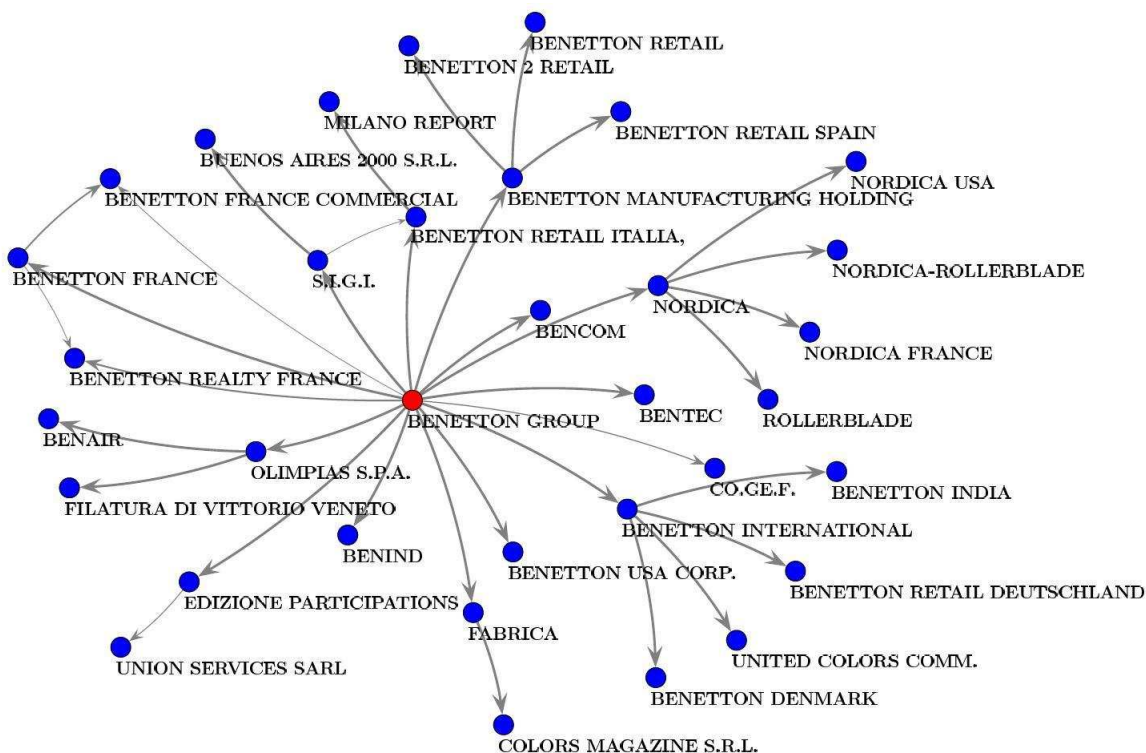 BENETTON RETAIL
BENETTON 2 RETAIL
MILANO REPORT
BENETTON RETAIL SPAIN
BUENOS AIRES 2000 S.R.L.
NORDICA USA
BENETTON FRANCE COMMERCIAL
BENETTON MANUFACTURING HOLDING
BENETTON RETAIL ITALIA,
BENETTON FRANCE
S.I.G.I.
NORDICA-ROLLERBLADE
NORDICA
BENCOM
NORDICA FRANCE
BENETTON REALTY FRANCE
BENETTON GROUP
BENTEC
ROLLERBLADE
BENAIR
OLIMPIAS S.P.A.
CO.GE.F.
BENETTON INDIA
FILATURA DI VITTORIO VENETO
BENETTON INTERNATIONAL
BENIND
BENETTON USA CORP.
BENETTON RETAIL DEUTSCHLAND
EDIZIONE PARTICIPATIONS
FABRICA
UNION SERVICES SARL
UNITED COLORS COMM.
BENETTON DENMARK
COLORS MAGAZINE S.R.L.